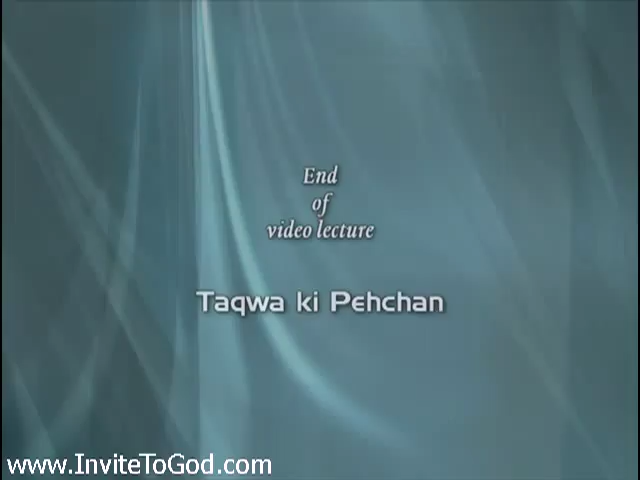 End
of
video lecture
Taqwa ki Pehchan
www.InviteToGod.com